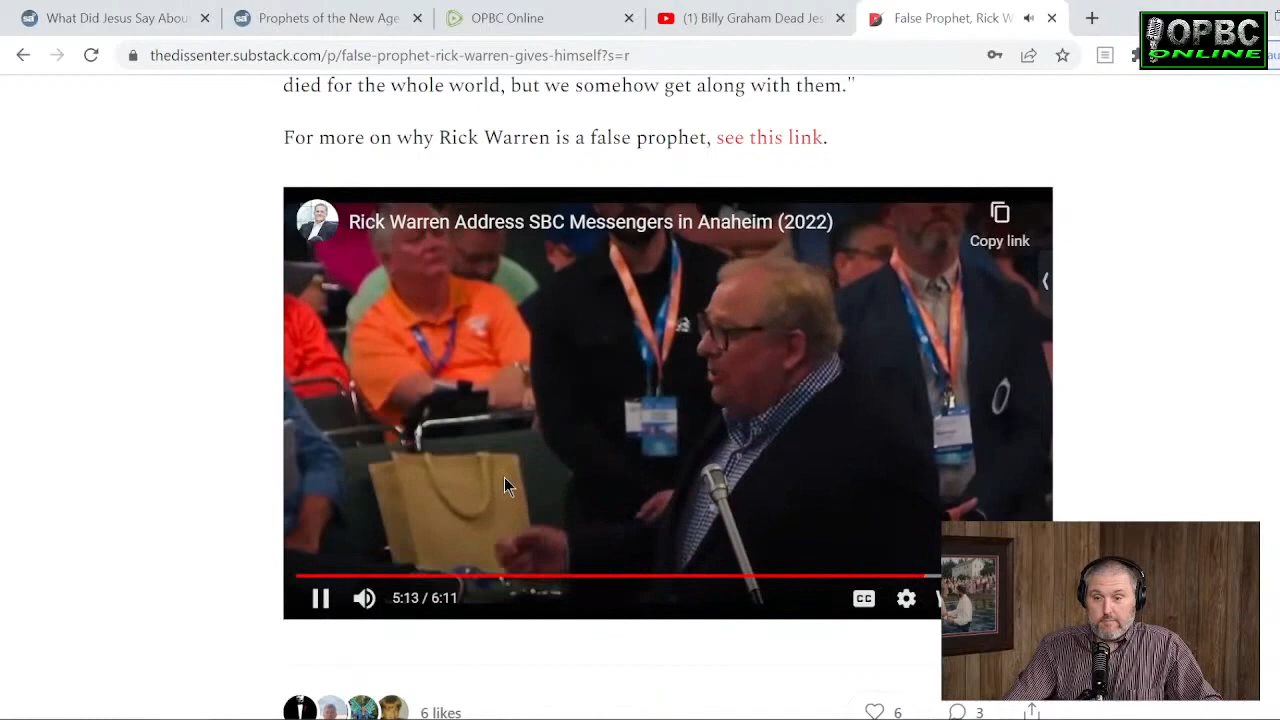 What Did Jesus Say Abou
Prophets of the New Age
OPBC Online
(1) Billy Graham Dead Jes
False Prophet, Rick W
OPBC
ONLINE
thedissenter.substack.com/p/false-prophet-ri
himself?s=r
died for the whole world, but we somehow get along with them."
For more on why Rick Warren is a false prophet, see this link.
Rick Warren Address SBC Messengers in Anaheim (2022)
Copy link
5:13 / 6:11
CC
6 likes
6
3